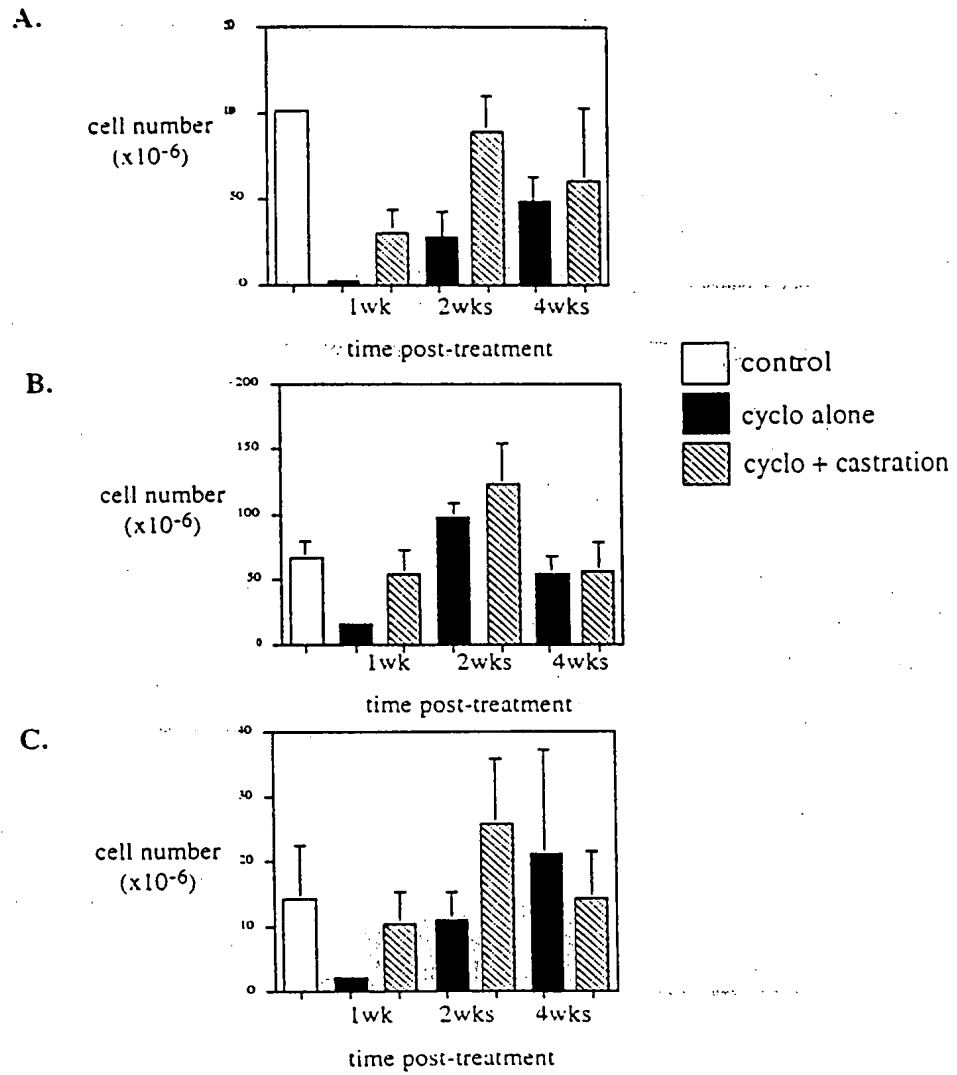 A.
50
10
50
0
cell number
(x10-6)
1wk 2wks 4wks
time post-treatment
control
cyclo alone
cyclo + castration
B.
200
150
100
50
0
cell number
(x10-6)
1wk 2wks 4wks
time post-treatment
C.
30
20
10
0
cell number
(x10-6)
1wk 2wks 4wks
time post-treatment